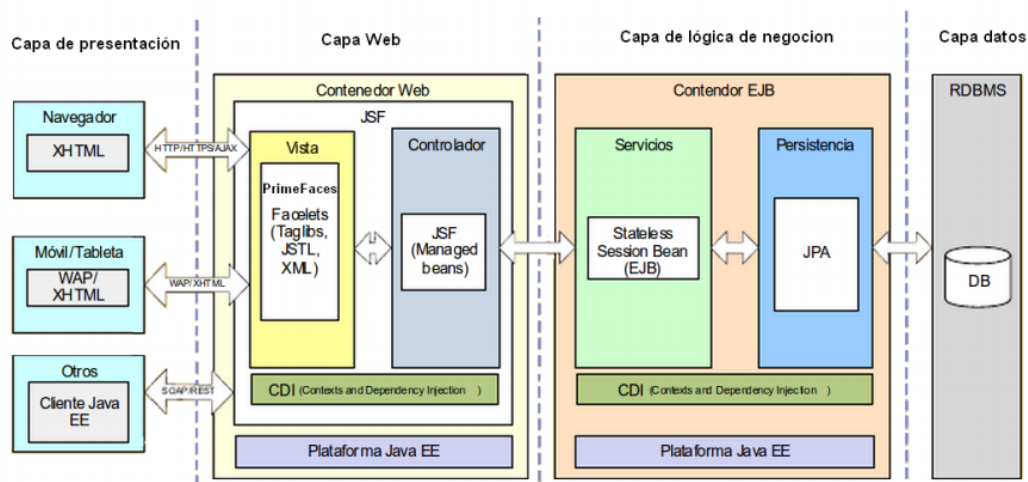 Capa de presentación
Capa Web
Capa de lógica de negocion
Capa datos
Navegador
XHTML
Móvil/Tableta
WAP/
XHTML
Otros
Cliente Java
EE
HTTP/HTTPS/AJAX
WAP/XHTML
SOAP/REST
Contenedor Web
JSF
Vista
PrimeFaces
Facelets
(Taglibs,
JSTL,
XML)
Controlador
JSF
(Managed
beans)
CDI (Contexts and Dependency Injection )
Plataforma Java EE
Contendor EJB
Servicios
Stateless
Session Bean
(EJB)
Persistencia
JPA
CDI (Contexts and Dependency Injection )
Plataforma Java EE
RDBMS
DB